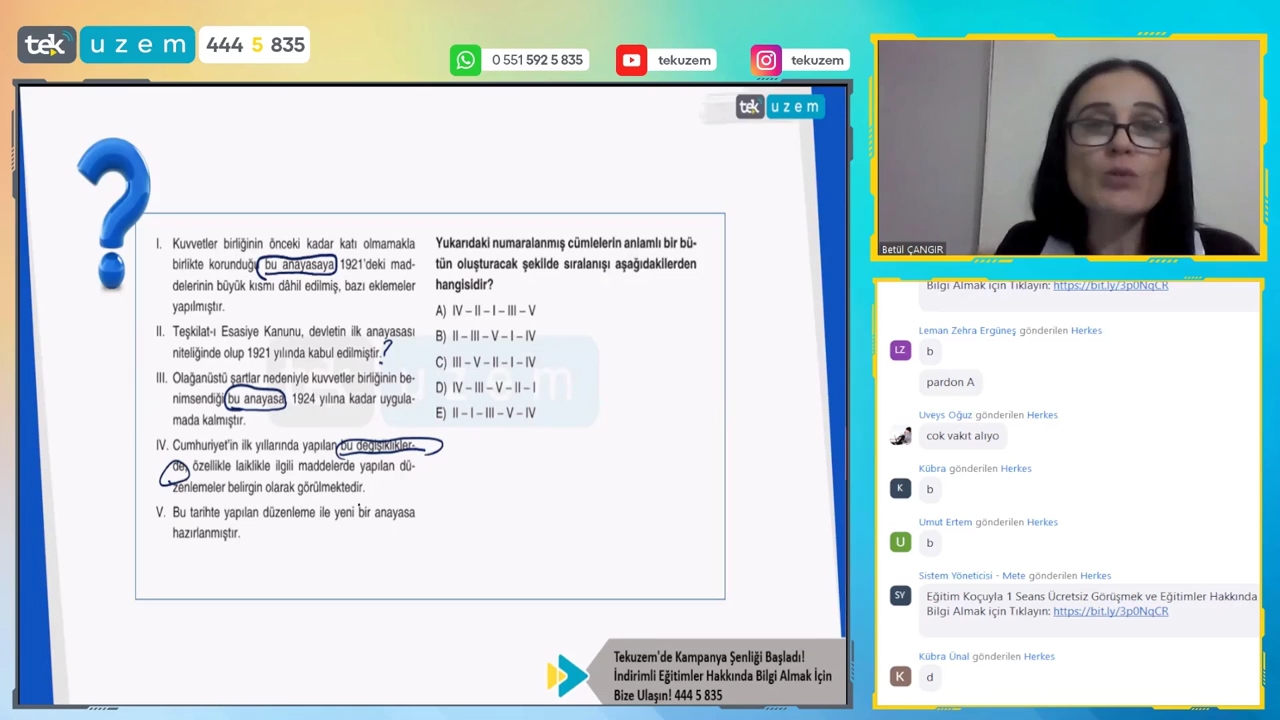 tek
uzem
444 5 835
0 551 592 5 835
tekuzem
tekuzem
tek uzem
I. Kuvvetler birliğinin önceki kadar katı olmamakla
birlikte korunduğu bu anayasaya 1921'deki mad-
delerinin büyük kısmı dâhil edilmiş, bazı eklemeler
yapılmıştır.
II. Teşkilat-ı Esasiye Kanunu, devletin ilk anayasası
niteliğinde olup 1921 yılında kabul edilmiştir.
?
III. Olağanüstü şartlar nedeniyle kuvvetler birliğinin be-
nimsendiği bu anayasa 1924 yılına kadar uygula-
mada kalmıştır.
IV. Cumhuriyet'in ilk yıllarında yapılan bu değişiklikler-
de, özellikle laiklikle ilgili maddelerde yapılan dü-
zenlemeler belirgin olarak görülmektedir.
V. Bu tarihte yapılan düzenleme ile yeni bir anayasa
hazırlanmıştır.
Yukarıdaki numaralanmış cümlelerin anlamlı bir bü-
tün oluşturacak şekilde sıralanışı aşağıdakilerden
hangisidir?
A) IV – II – I – III – V
B) II – III – V – I – IV
C) III – V – II – I – IV
D) IV – III – V – II – I
E) II – I – III – V – IV
uzem
Tekuzem'de Kampanya Şenliği Başladı!
İndirimli Eğitimler Hakkında Bilgi Almak İçin
Bize Ulaşın! 444 5 835
Betül ÇANGIR
Bilgi Almak için Tıklayın: https://bit.ly/3p0NqCR
Leman Zehra Ergüneş gönderilen Herkes
LZ
b
pardon A
Uveys Oğuz gönderilen Herkes
cok vakıt alıyo
Kübra gönderilen Herkes
K
b
Umut Ertem gönderilen Herkes
U
b
Sistem Yöneticisi - Mete gönderilen Herkes
SY
Eğitim Koçuyla 1 Seans Ücretsiz Görüşmek ve Eğitimler Hakkında
Bilgi Almak için Tıklayın: https://bit.ly/3p0NqCR
Kübra Ünal gönderilen Herkes
K
d